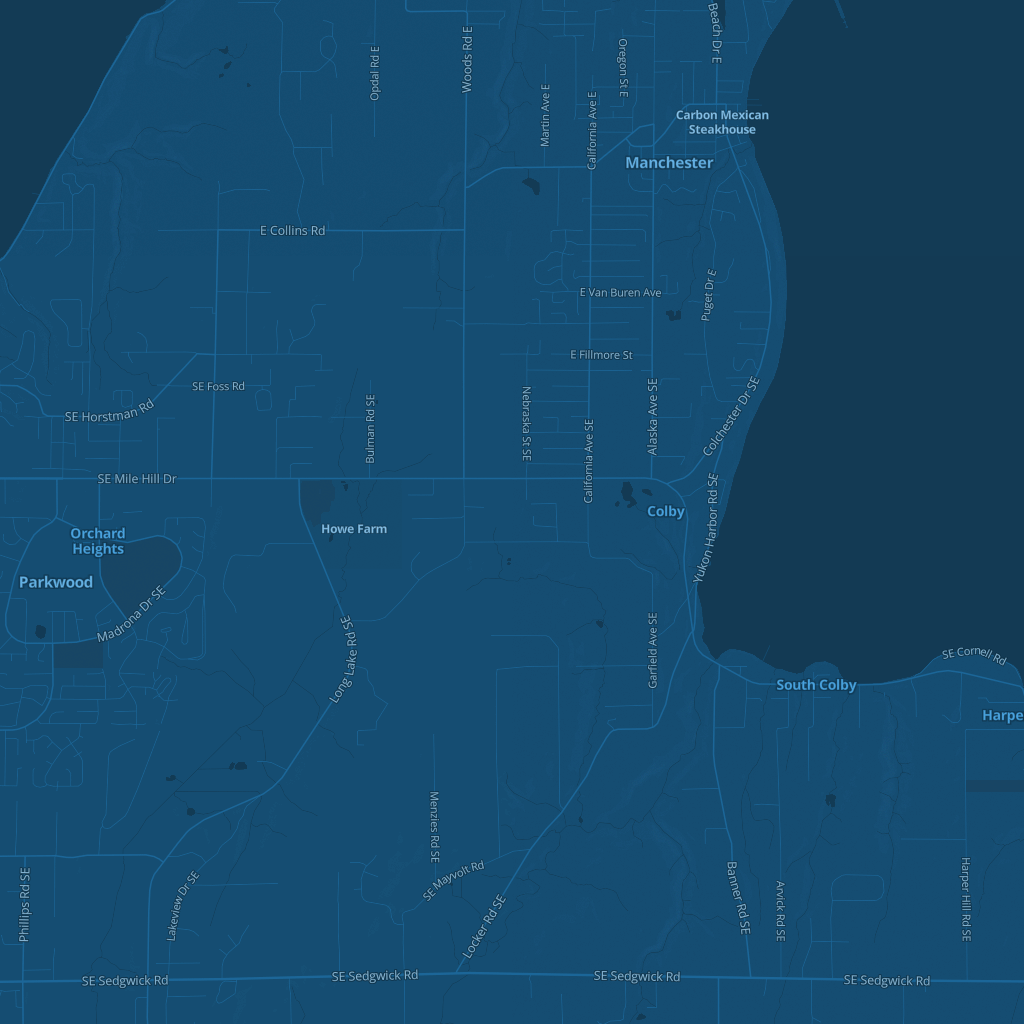 Beach Dr E
Opdal Rd E
Woods Rd E
Oregon St E
Martin Ave E
California Ave E
Carbon Mexican
Steakhouse
Manchester
E Collins Rd
E Van Buren Ave
Puget Dr E
E Fillmore St
SE Foss Rd
SE Horstman Rd
Bulman Rd SE
Nebraska St SE
Alaska Ave SE
Colchester Dr SE
California Ave SE
SE Mile Hill Dr
Colby
Yukon Harbor Rd SE
Howe Farm
Orchard
Heights
Parkwood
Madrona Dr SE
Long Lake Rd SE
Garfield Ave SE
SE Cornell Rd
South Colby
Harpe
Menzies Rd SE
SE Mayvolt Rd
Locker Rd SE
Phillips Rd SE
Lakeview Dr SE
Banner Rd SE
Arvick Rd SE
Harper Hill Rd SE
SE Sedgwick Rd
SE Sedgwick Rd
SE Sedgwick Rd
SE Sedgwick Rd